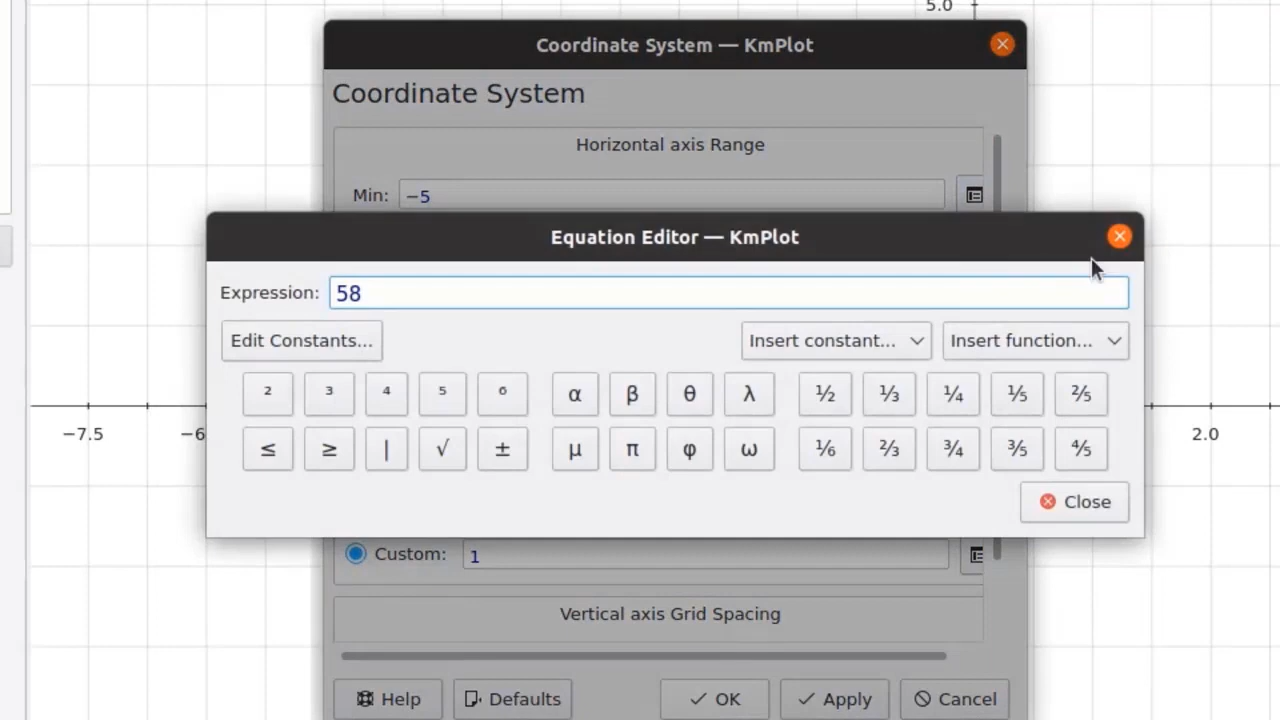 5.0
Coordinate System — KmPlot
Coordinate System
Horizontal axis Range
Min: −5
Equation Editor — KmPlot
Expression: 58
Edit Constants... Insert constant... Insert function...
² ³ ⁴ ⁵ ⁶ α β θ λ ½ ⅓ ¼ ⅕ ⅖
≤ ≥ | √ ± μ π φ ω ⅙ ⅔ ¾ ⅗ ⅘
−7.5 −6 2.0
Close
Custom: 1
Vertical axis Grid Spacing
Help Defaults OK Apply Cancel